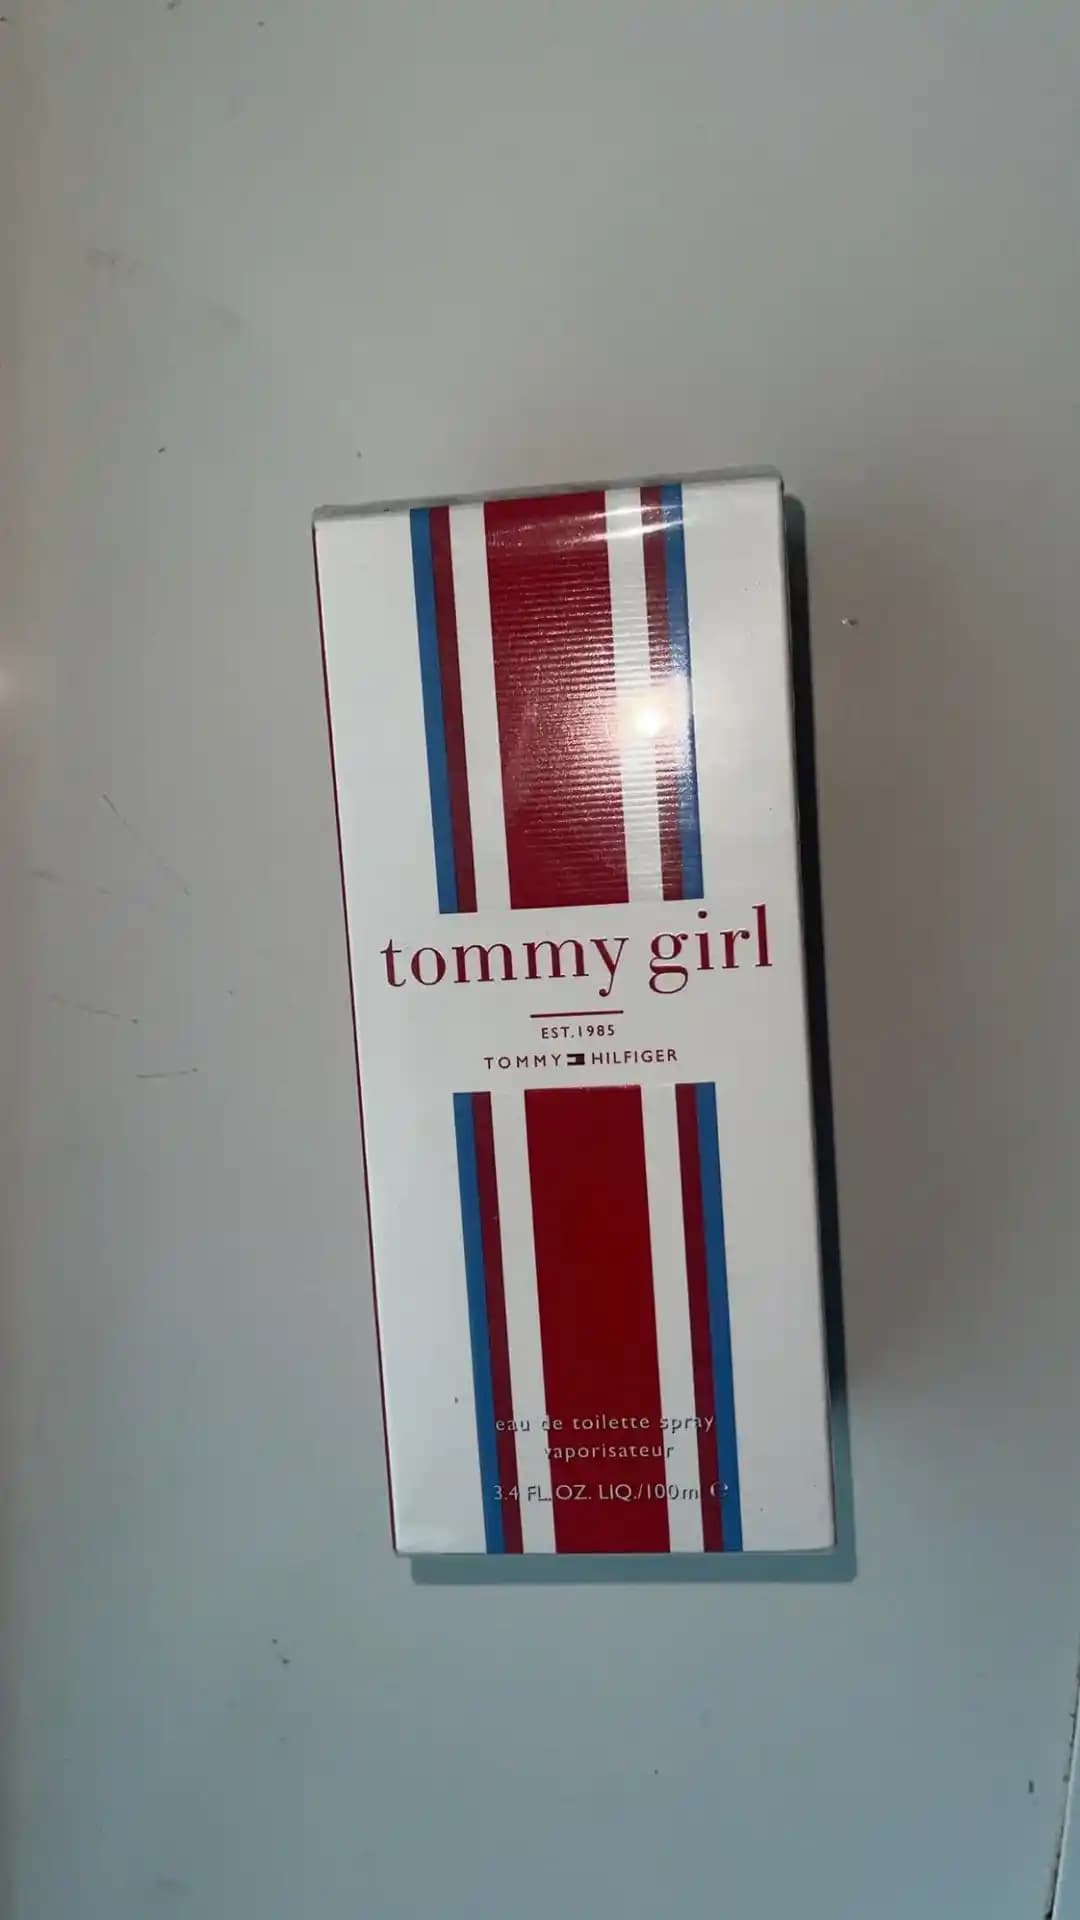 tommy girl
EST. 1985
TOMMY HILFIGER
eau de toilette spray
vaporisateur
3.4 FL. OZ. LIQ./100ml e